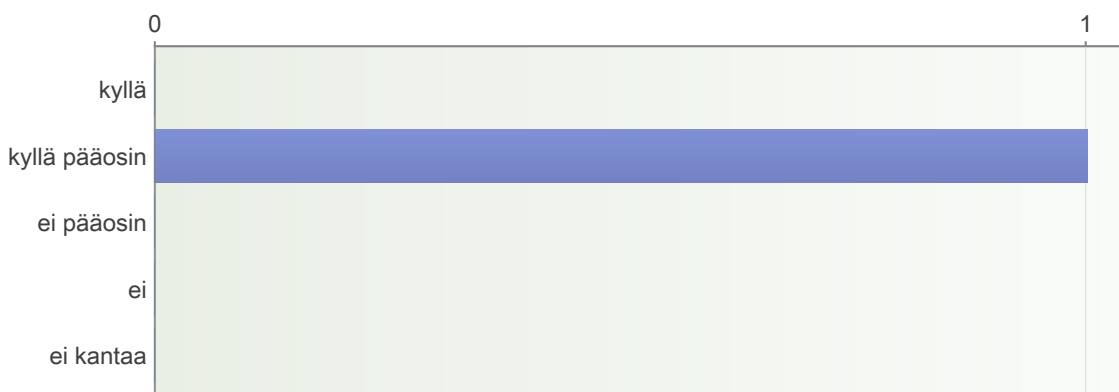 0 1
kyllä
kyllä pääosin
ei pääosin
ei
ei kantaa